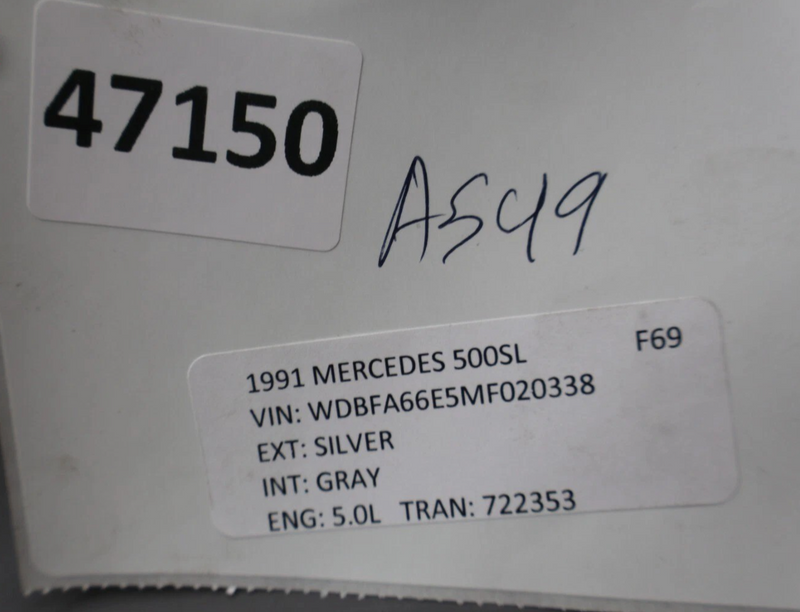 47150
A549
1991 MERCEDES 500SL F69
VIN: WDBFA66E5MF020338
EXT: SILVER
INT: GRAY
ENG: 5.0L TRAN: 722353